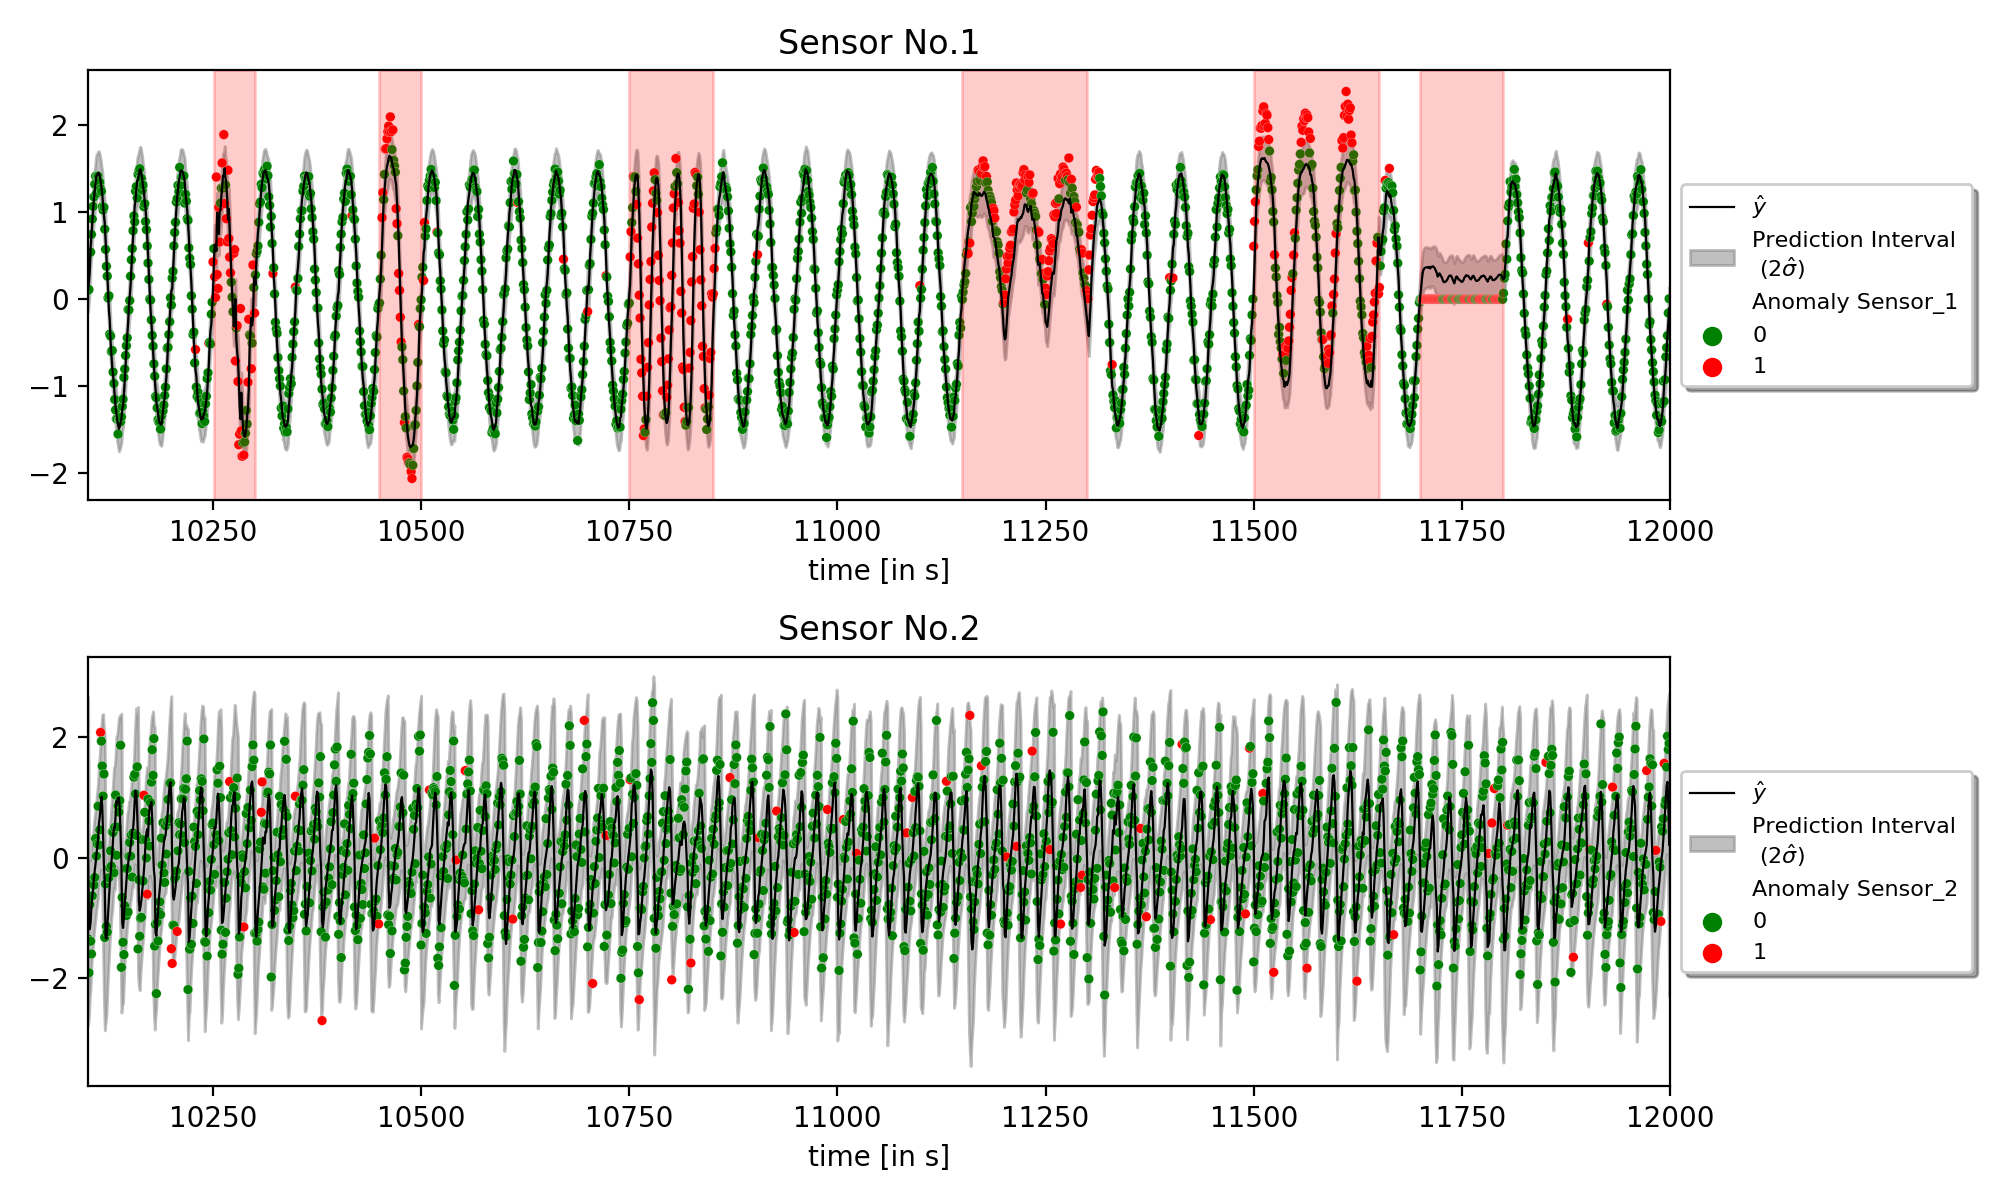 Sensor No.1
2
1
0
−1
−2
10250 10500 10750 11000 11250 11500 11750 12000
time [in s]
ŷ
Prediction Interval
(2σ̂)
Anomaly Sensor_1
0
1
Sensor No.2
2
0
−2
10250 10500 10750 11000 11250 11500 11750 12000
time [in s]
ŷ
Prediction Interval
(2σ̂)
Anomaly Sensor_2
0
1